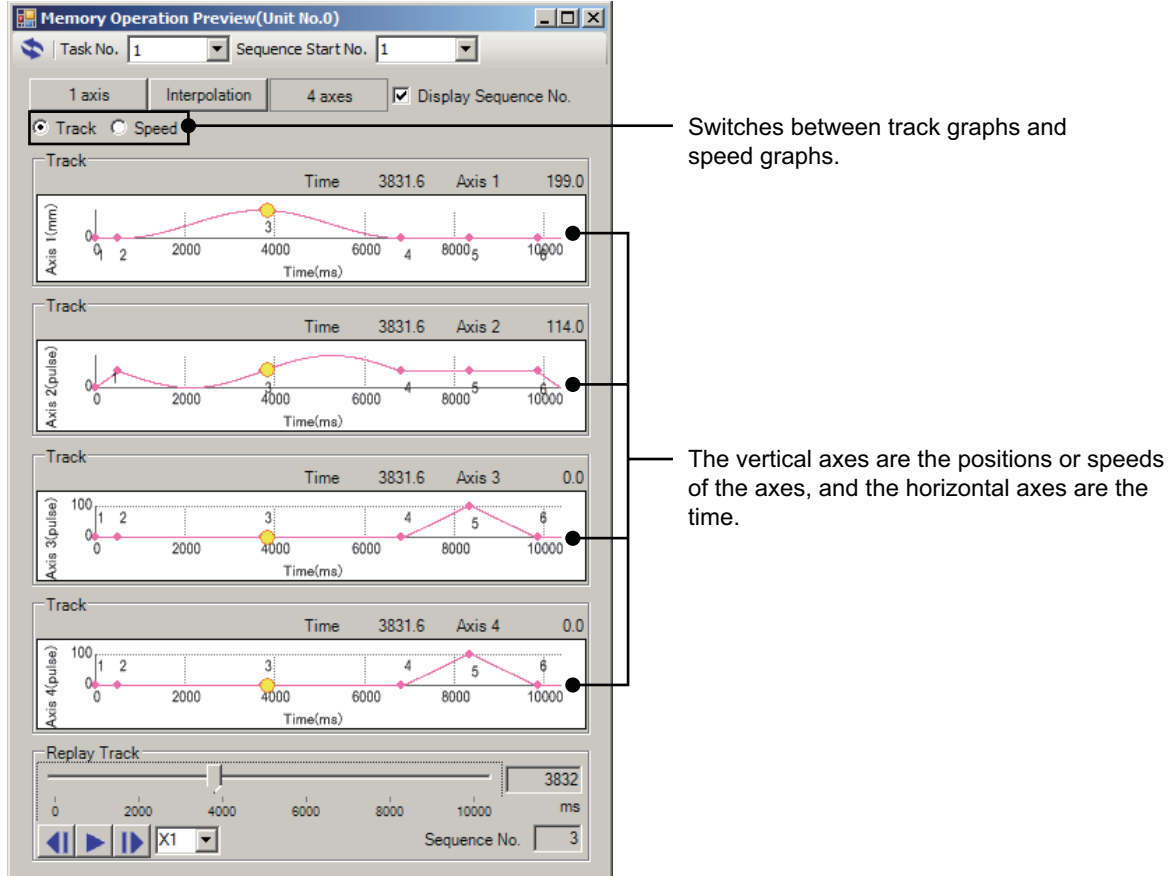 Memory Operation Preview(Unit No.0)
Task No. 1 Sequence Start No. 1
1 axis Interpolation 4 axes Display Sequence No.
Track Speed
Switches between track graphs and
speed graphs.
Track
Time 3831.6 Axis 1 199.0
Axis 1(mm)
0
3
0 2000 4000 6000 8000 10000
1 2 4 5 6
Time(ms)
Track
Time 3831.6 Axis 2 114.0
Axis 2(pulse)
0
1 3 4 5 6
0 2000 4000 6000 8000 10000
Time(ms)
The vertical axes are the positions or speeds
of the axes, and the horizontal axes are the
time.
Track
Time 3831.6 Axis 3 0.0
Axis 3(pulse)
100
1 2 3 4 5 6
0
0 2000 4000 6000 8000 10000
Time(ms)
Track
Time 3831.6 Axis 4 0.0
Axis 4(pulse)
100
1 2 3 4 5 6
0
0 2000 4000 6000 8000 10000
Time(ms)
Replay Track
3832
0 2000 4000 6000 8000 10000 ms
X1 Sequence No. 3